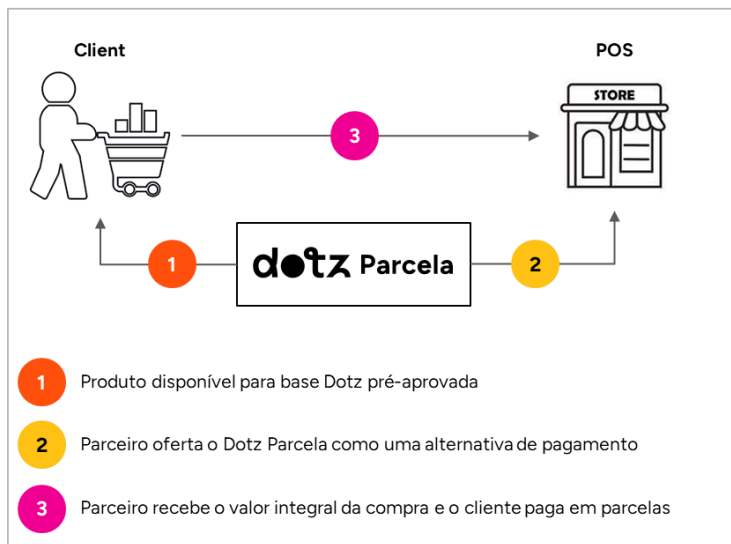 Client
POS
STORE
3
1
dotz Parcela
2
1 Produto disponível para base Dotz pré-aprovada
2 Parceiro oferta o Dotz Parcela como uma alternativa de pagamento
3 Parceiro recebe o valor integral da compra e o cliente paga em parcelas